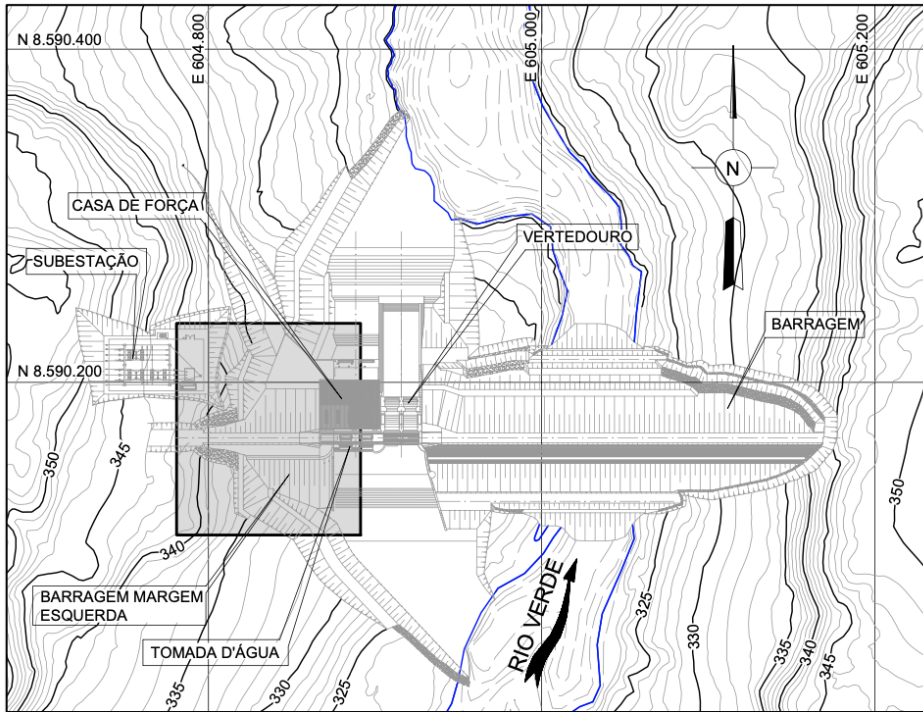 N 8.590.400
E 604.800
E 605.000
E 605.200
N
CASA DE FORÇA
VERTEDOURO
SUBESTAÇÃO
BARRAGEM
N 8.590.200
350
345
350
340
BARRAGEM MARGEM
ESQUERDA
RIO VERDE
TOMADA D'ÁGUA
335
330
325
325
330
335
340
345